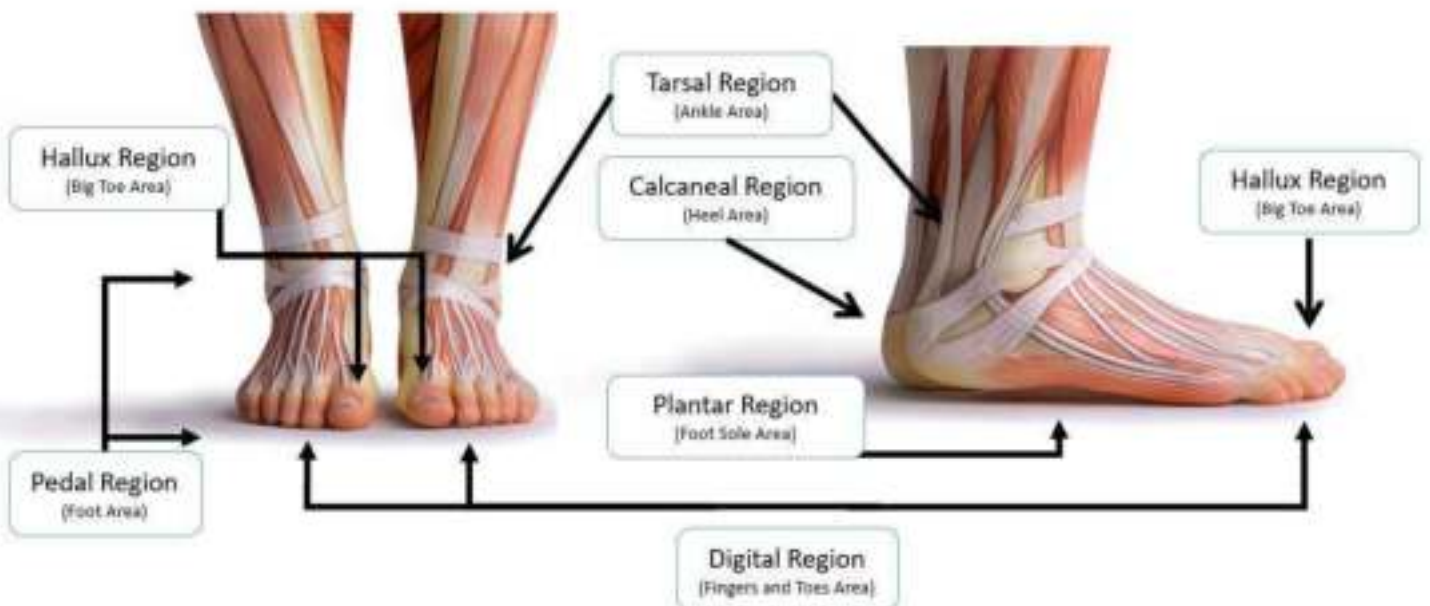 Tarsal Region
(Ankle Area)
Hallux Region
(Big Toe Area)
Calcaneal Region
(Heel Area)
Hallux Region
(Big Toe Area)
Plantar Region
(Foot Sole Area)
Pedal Region
(Foot Area)
Digital Region
(Fingers and Toes Area)